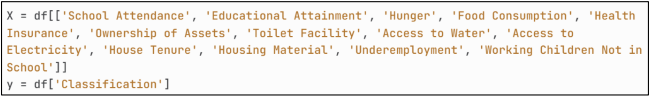 X = df[['School Attendance', 'Educational Attainment', 'Hunger', 'Food Consumption', 'Health
Insurance', 'Ownership of Assets', 'Toilet Facility', 'Access to Water', 'Access to
Electricity', 'House Tenure', 'Housing Material', 'Underemployment', 'Working Children Not in
School']]
y = df['Classification']